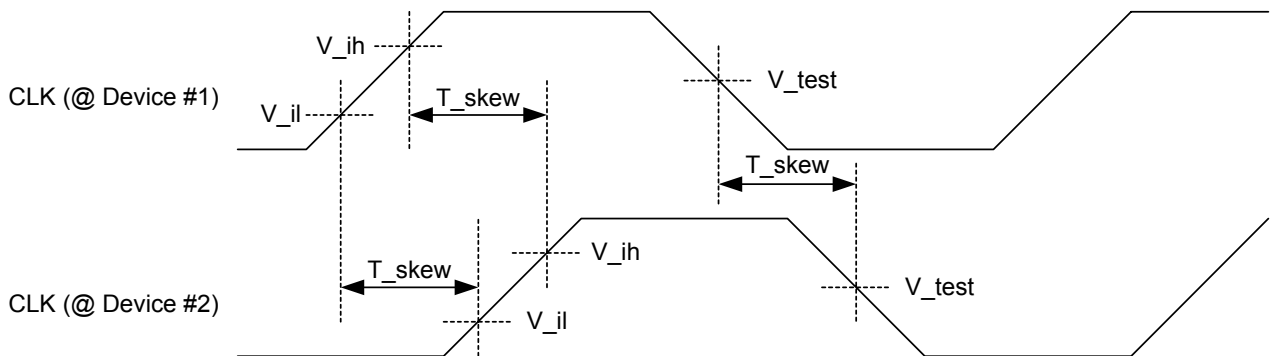 V_ih
V_test
CLK (@ Device #1)
T_skew
V_il
T_skew
V_ih
T_skew
V_test
CLK (@ Device #2)
V_il